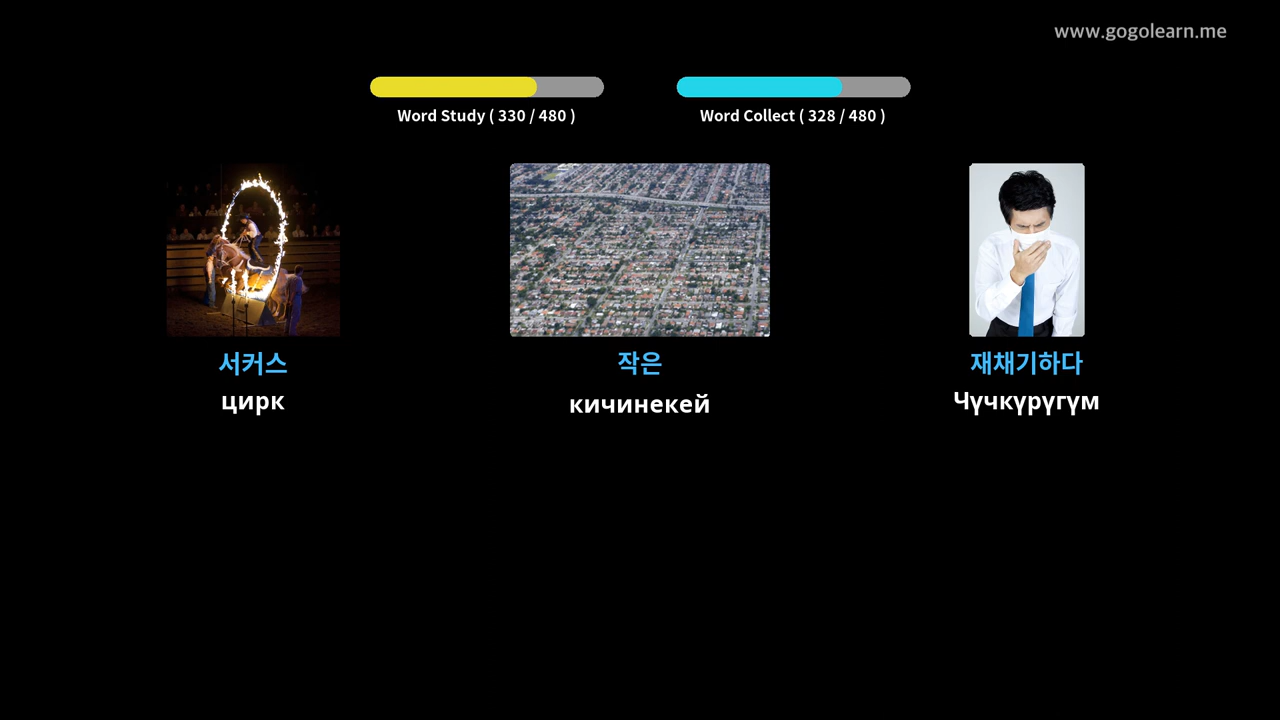 www.gogolearn.me
Word Study ( 330 / 480 )
Word Collect ( 328 / 480 )
서커스
작은
재채기하다
цирк
кичинекей
Чүчкүрүгүм